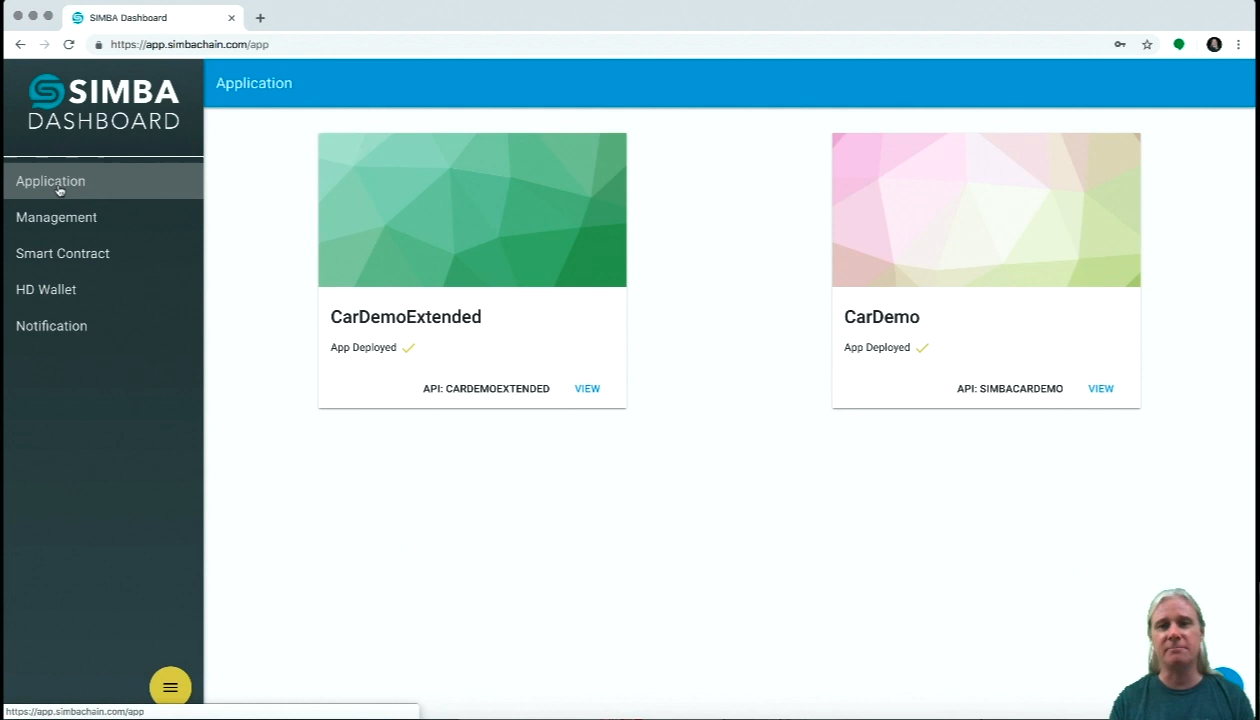 SIMBA Dashboard
https://app.simbachain.com/app
SIMBA
DASHBOARD
Application
Application
Management
Smart Contract
HD Wallet
Notification
CarDemoExtended
App Deployed
API: CARDEMOEXTENDED VIEW
CarDemo
App Deployed
API: SIMBACARDEMO VIEW
https://app.simbachain.com/app